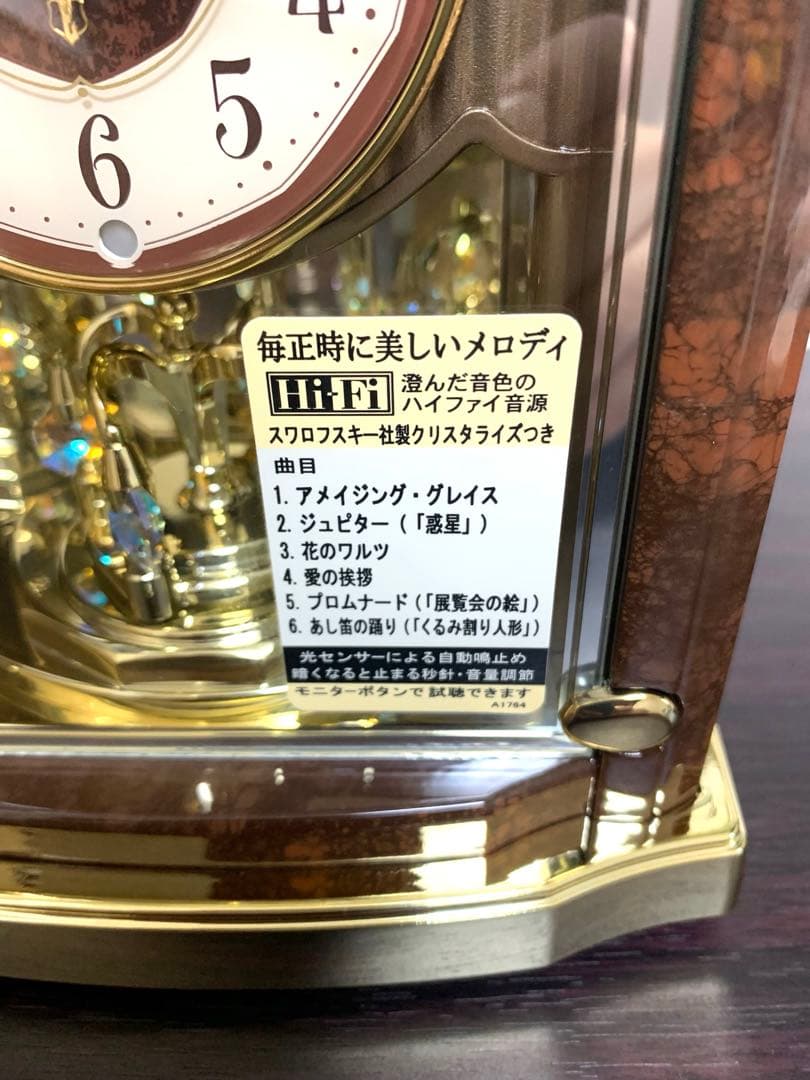 4
5
6
毎正時に美しいメロディ
Hi-Fi 澄んだ音色の
ハイファイ音源
スワロフスキー社製クリスタライズつき
曲目
1. アメイジング・グレイス
2. ジュピター(「惑星」)
3. 花のワルツ
4. 愛の挨拶
5. プロムナード(「展覧会の絵」)
6. あし笛の踊り(「くるみ割り人形」)
光センサーによる自動鳴止め
暗くなると止まる秒針・音量調節
モニターボタンで試聴できます
A1764